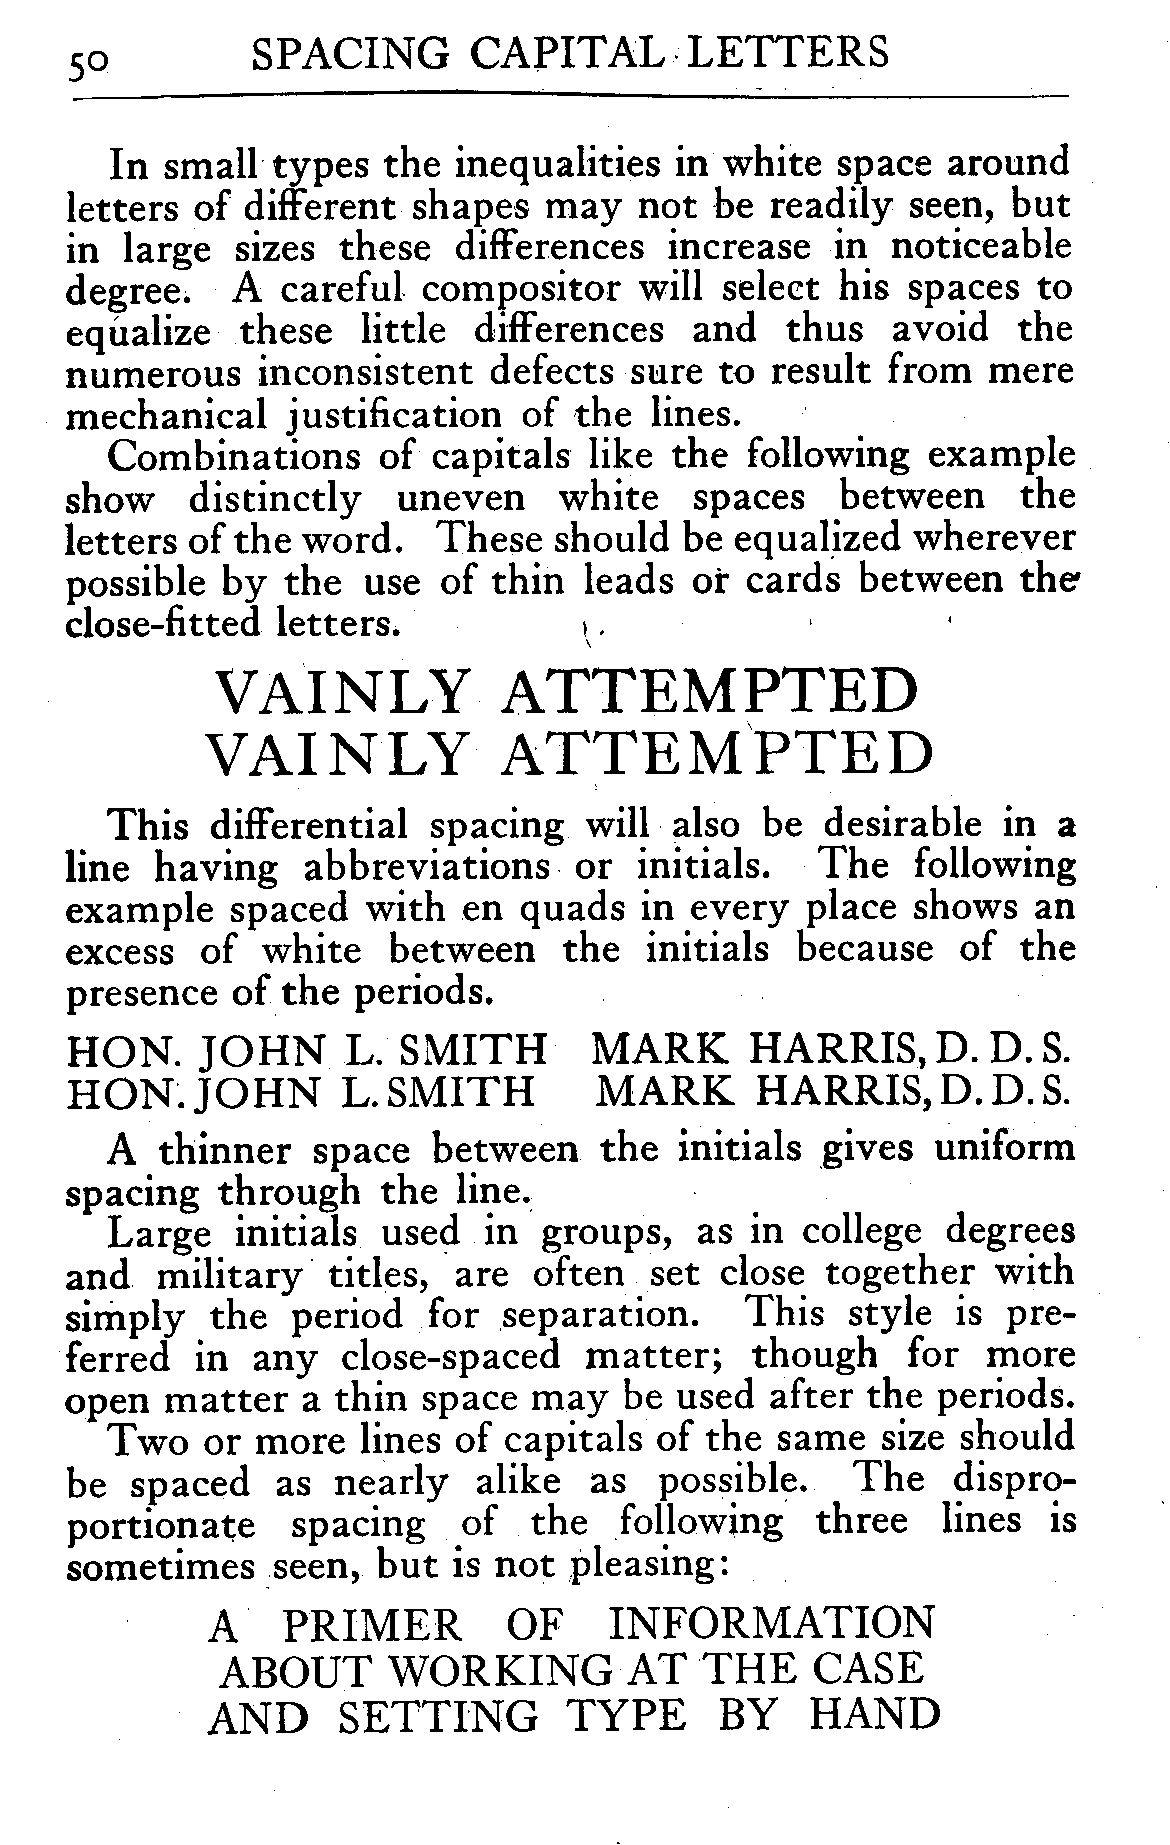 50 SPACING CAPITAL LETTERS
In small types the inequalities in white space around
letters of different shapes may not be readily seen, but
in large sizes these differences increase in noticeable
degree. A careful compositor will select his spaces to
equalize these little differences and thus avoid the
numerous inconsistent defects sure to result from mere
mechanical justification of the lines.
Combinations of capitals like the following example
show distinctly uneven white spaces between the
letters of the word. These should be equalized wherever
possible by the use of thin leads or cards between the
close-fitted letters.
VAINLY ATTEMPTED
VAINLY ATTEMPTED
This differential spacing will also be desirable in a
line having abbreviations or initials. The following
example spaced with en quads in every place shows an
excess of white between the initials because of the
presence of the periods.
HON. JOHN L. SMITH MARK HARRIS, D. D. S.
HON. JOHN L. SMITH MARK HARRIS, D. D. S.
A thinner space between the initials gives uniform
spacing through the line.
Large initials used in groups, as in college degrees
and military titles, are often set close together with
simply the period for separation. This style is pre-
ferred in any close-spaced matter; though for more
open matter a thin space may be used after the periods.
Two or more lines of capitals of the same size should
be spaced as nearly alike as possible. The dispro-
portionate spacing of the following three lines is
sometimes seen, but is not pleasing:
A PRIMER OF INFORMATION
ABOUT WORKING AT THE CASE
AND SETTING TYPE BY HAND